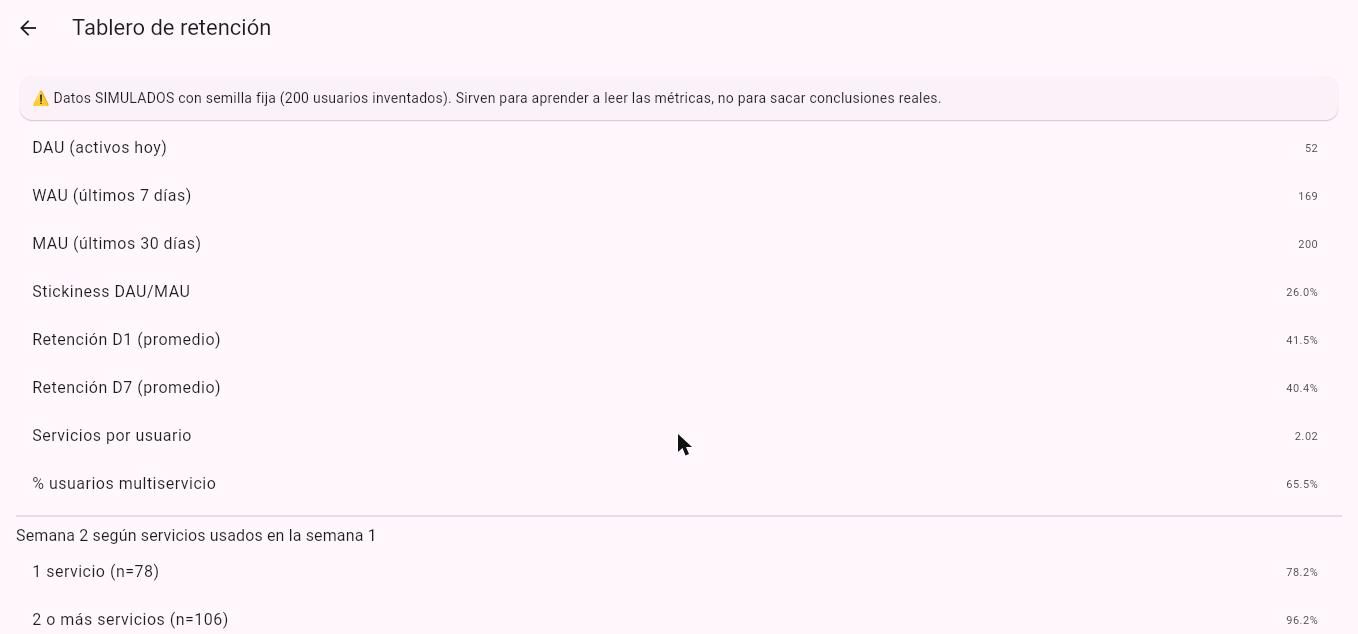 Tablero de retención
⚠️ Datos SIMULADOS con semilla fija (200 usuarios inventados). Sirven para aprender a leer las métricas, no para sacar conclusiones reales.
DAU (activos hoy) 52
WAU (últimos 7 días) 169
MAU (últimos 30 días) 200
Stickiness DAU/MAU 26.0%
Retención D1 (promedio) 41.5%
Retención D7 (promedio) 40.4%
Servicios por usuario 2.02
% usuarios multiservicio 65.5%
Semana 2 según servicios usados en la semana 1
1 servicio (n=78) 78.2%
2 o más servicios (n=106) 96.2%